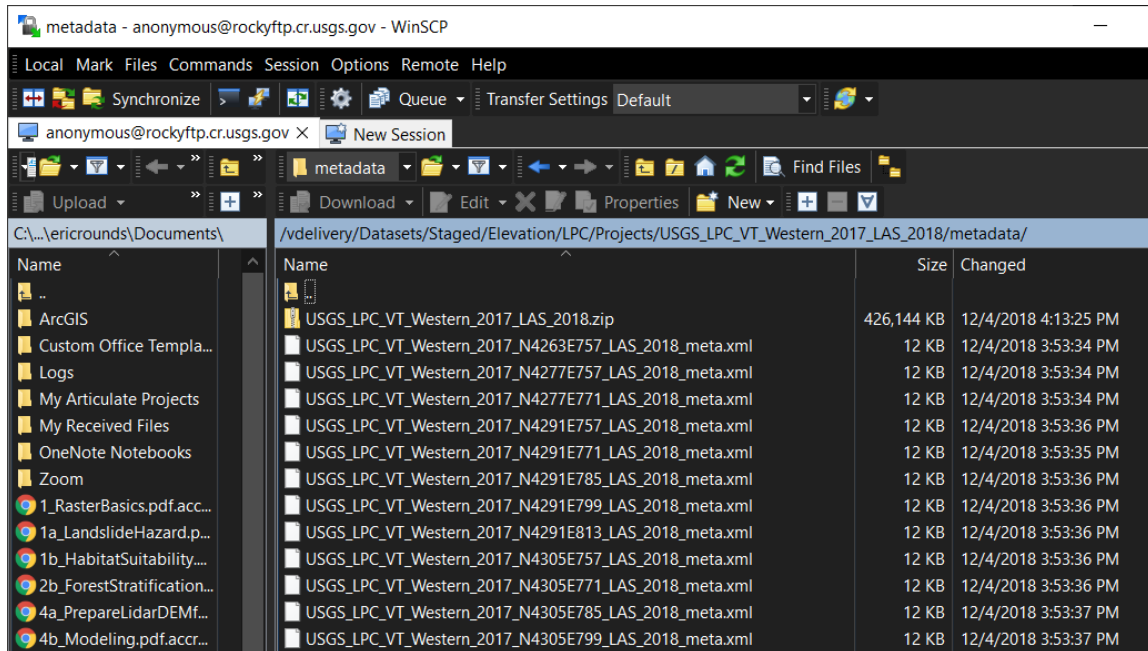 metadata - anonymous@rockyftp.cr.usgs.gov - WinSCP
Local Mark Files Commands Session Options Remote Help
Synchronize Queue Transfer Settings Default
anonymous@rockyftp.cr.usgs.gov × New Session
metadata Find Files
Upload Download Edit Properties New
C:\...\ericrounds\Documents\ /vdelivery/Datasets/Staged/Elevation/LPC/Projects/USGS_LPC_VT_Western_2017_LAS_2018/metadata/
Name Name Size Changed
.. ..
ArcGIS USGS_LPC_VT_Western_2017_LAS_2018.zip 426,144 KB 12/4/2018 4:13:25 PM
Custom Office Templa... USGS_LPC_VT_Western_2017_N4263E757_LAS_2018_meta.xml 12 KB 12/4/2018 3:53:34 PM
Logs USGS_LPC_VT_Western_2017_N4277E757_LAS_2018_meta.xml 12 KB 12/4/2018 3:53:34 PM
My Articulate Projects USGS_LPC_VT_Western_2017_N4277E771_LAS_2018_meta.xml 12 KB 12/4/2018 3:53:34 PM
My Received Files USGS_LPC_VT_Western_2017_N4291E757_LAS_2018_meta.xml 12 KB 12/4/2018 3:53:36 PM
OneNote Notebooks USGS_LPC_VT_Western_2017_N4291E771_LAS_2018_meta.xml 12 KB 12/4/2018 3:53:35 PM
Zoom USGS_LPC_VT_Western_2017_N4291E785_LAS_2018_meta.xml 12 KB 12/4/2018 3:53:36 PM
1_RasterBasics.pdf.acc... USGS_LPC_VT_Western_2017_N4291E799_LAS_2018_meta.xml 12 KB 12/4/2018 3:53:36 PM
1a_LandslideHazard.p... USGS_LPC_VT_Western_2017_N4291E813_LAS_2018_meta.xml 12 KB 12/4/2018 3:53:36 PM
1b_HabitatSuitability.... USGS_LPC_VT_Western_2017_N4305E757_LAS_2018_meta.xml 12 KB 12/4/2018 3:53:36 PM
2b_ForestStratification... USGS_LPC_VT_Western_2017_N4305E771_LAS_2018_meta.xml 12 KB 12/4/2018 3:53:36 PM
4a_PrepareLidarDEMf... USGS_LPC_VT_Western_2017_N4305E785_LAS_2018_meta.xml 12 KB 12/4/2018 3:53:37 PM
4b_Modeling.pdf.accr... USGS_LPC_VT_Western_2017_N4305E799_LAS_2018_meta.xml 12 KB 12/4/2018 3:53:37 PM